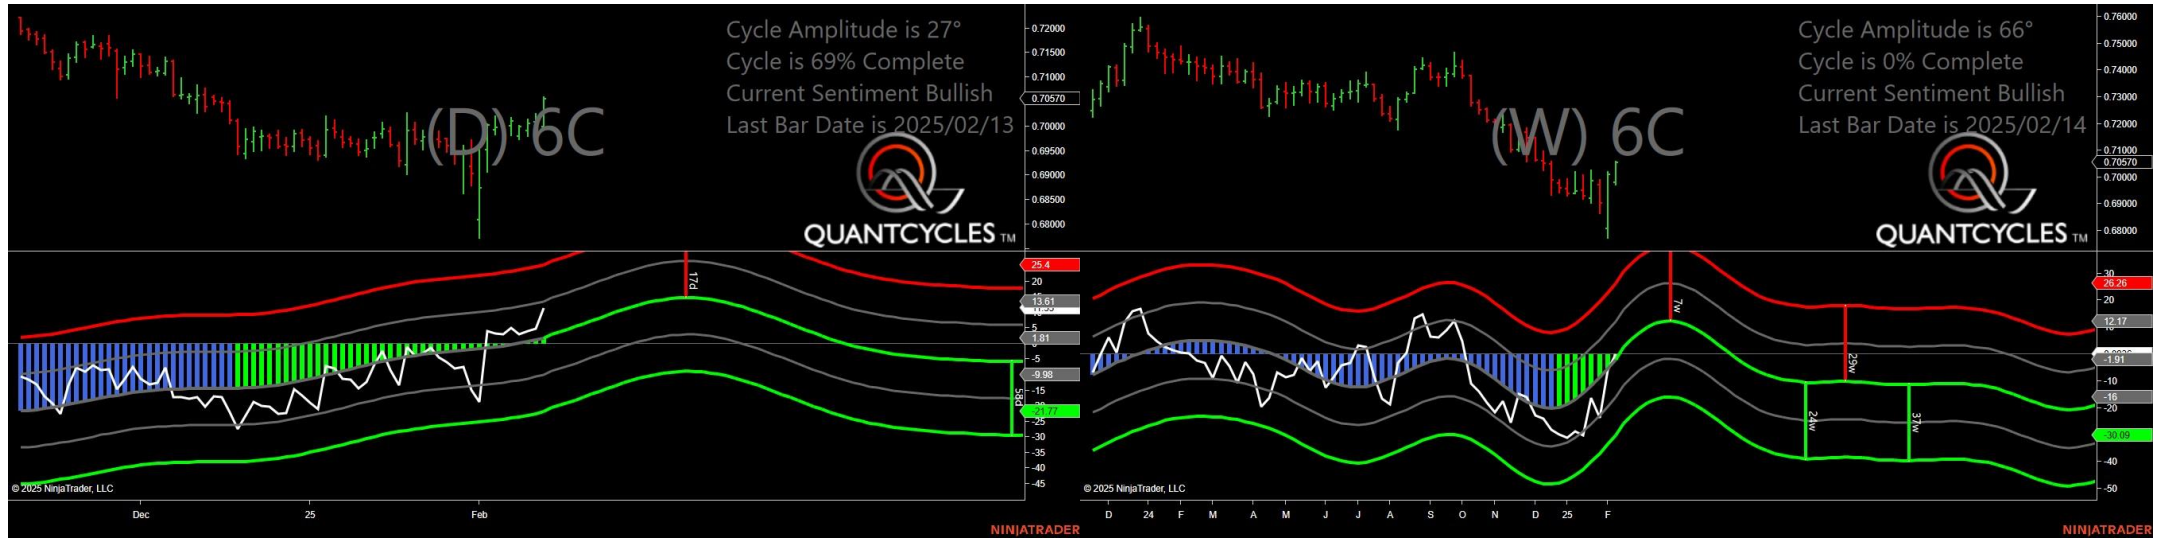 Cycle Amplitude is 27°
Cycle is 69% Complete
Current Sentiment Bullish
Last Bar Date is 2025/02/13
(D) 6C
QUANTCYCLES TM
0.72000
0.71500
0.71000
0.70570
0.70000
0.69500
0.69000
0.68500
0.68000
17d
58d
25.4
20
13.61
5
1.81
-5
-9.98
-15
-21.77
-25
-30
-35
-40
-45
© 2025 NinjaTrader, LLC
Dec
25
Feb
NINJATRADER
Cycle Amplitude is 66°
Cycle is 0% Complete
Current Sentiment Bullish
Last Bar Date is 2025/02/14
(W) 6C
QUANTCYCLES TM
0.76000
0.75000
0.74000
0.73000
0.72000
0.71000
0.70570
0.70000
0.69000
0.68000
7w
29w
24w
37w
30
26.26
20
12.17
-1.91
-10
-16
-20
-30.09
-40
-50
© 2025 NinjaTrader, LLC
D 24 F M A M J J A S O N D 25 F
NINJATRADER